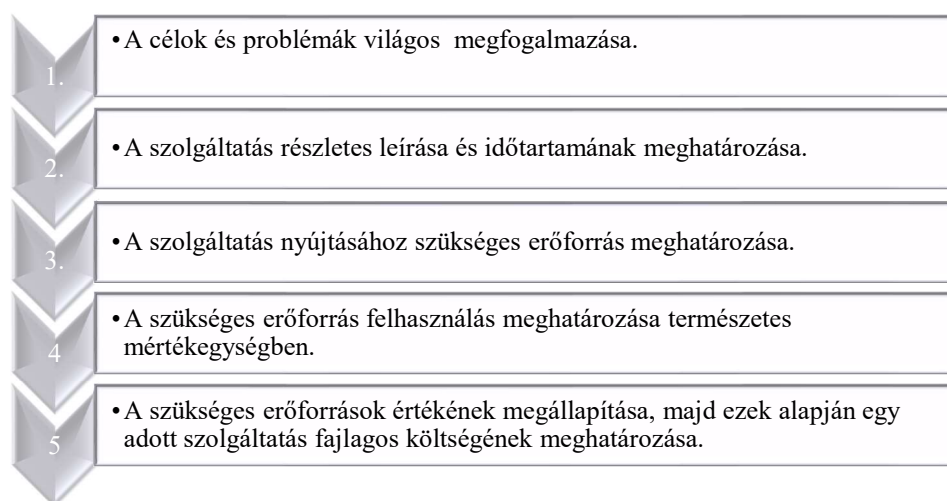 1.
•A célok és problémák világos  megfogalmazása.
2.
•A szolgáltatás részletes leírása és időtartamának meghatározása.
3.
•A szolgáltatás nyújtásához szükséges erőforrás meghatározása.
4
•A szükséges erőforrás felhasználás meghatározása természetes
mértékegységben.
5
•A szükséges erőforrások értékének megállapítása, majd ezek alapján egy
adott szolgáltatás fajlagos költségének meghatározása.